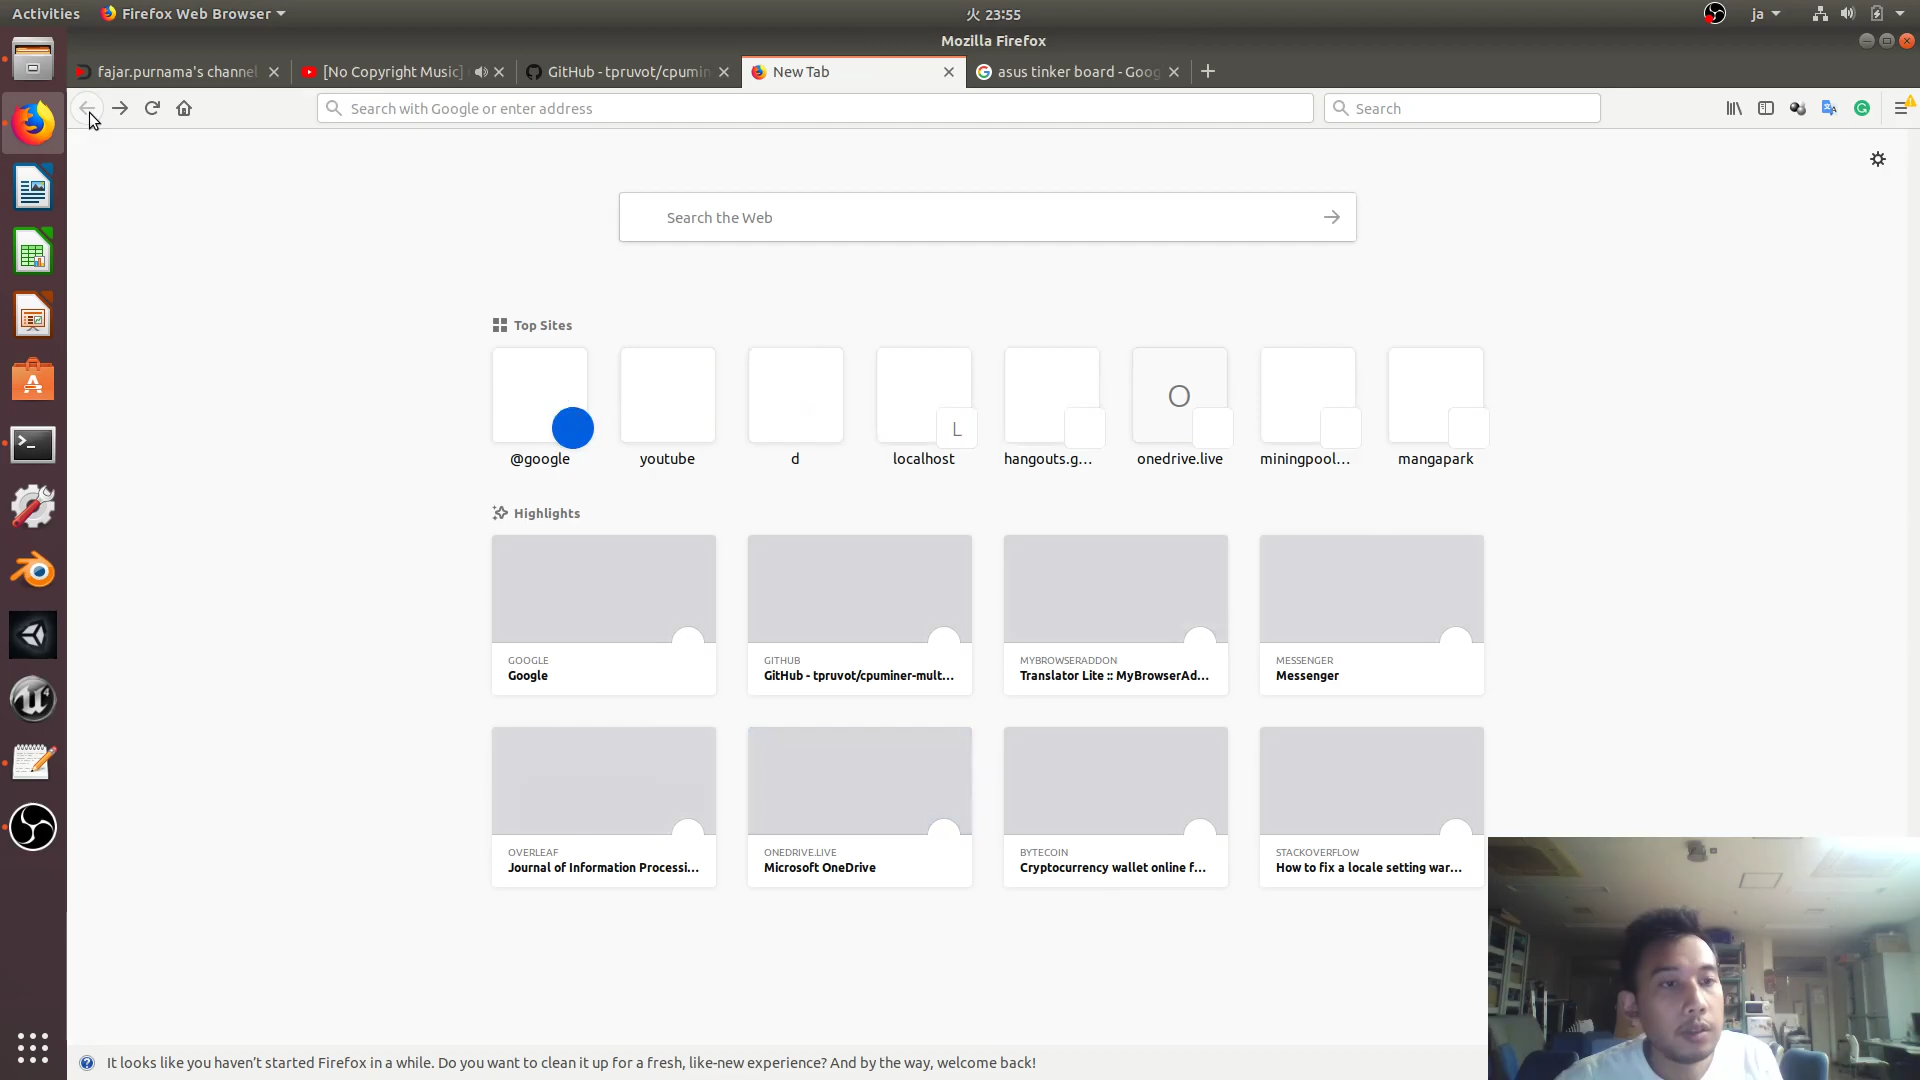 Activities
Firefox Web Browser
火 23:55
ja
Mozilla Firefox
fajar.purnama's channel
[No Copyright Music]
GitHub - tpruvot/cpumin
New Tab
asus tinker board - Goog
Search with Google or enter address
Search
Search the Web
Top Sites
O
L
@google
youtube
d
localhost
hangouts.g...
onedrive.live
miningpool...
mangapark
Highlights
GOOGLE
Google
GITHUB
GitHub - tpruvot/cpuminer-mult...
MYBROWSERADDON
Translator Lite :: MyBrowserAd...
MESSENGER
Messenger
OVERLEAF
Journal of Information Processi...
ONEDRIVE.LIVE
Microsoft OneDrive
BYTECOIN
Cryptocurrency wallet online f...
STACKOVERFLOW
How to fix a locale setting war...
It looks like you haven't started Firefox in a while. Do you want to clean it up for a fresh, like-new experience? And by the way, welcome back!